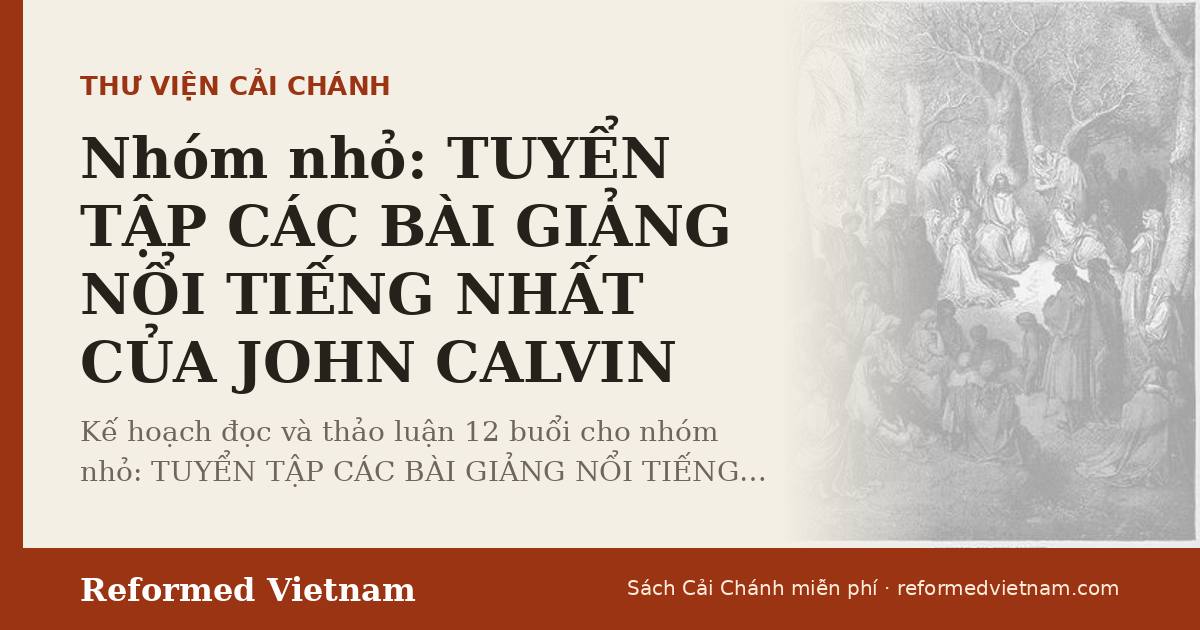 THƯ VIỆN CẢI CHÁNH
Nhóm nhỏ: TUYỂN
TẬP CÁC BÀI GIẢNG
NỔI TIẾNG NHẤT
CỦA JOHN CALVIN
Kế hoạch đọc và thảo luận 12 buổi cho nhóm
nhỏ: TUYỂN TẬP CÁC BÀI GIẢNG NỔI TIẾNG…
Reformed Vietnam
Sách Cải Chánh miễn phí · reformedvietnam.com